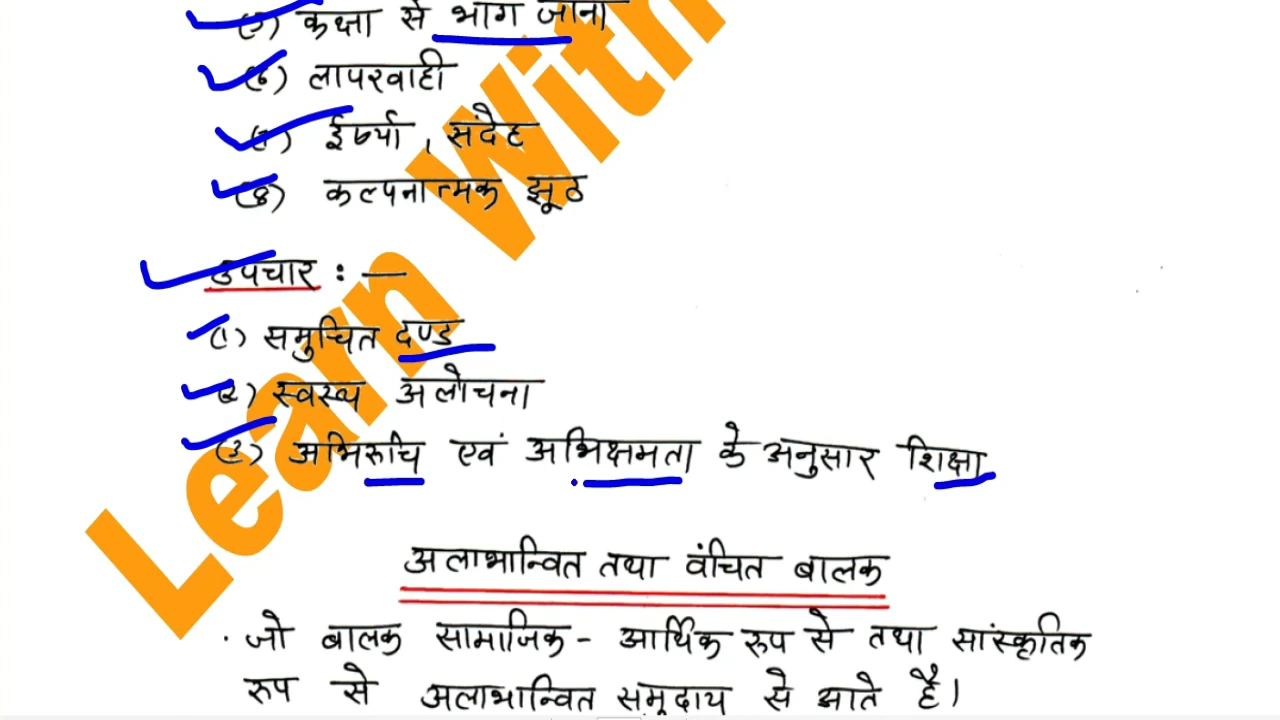 (5) कक्षा से भाग जाना
(6) लापरवाही
(7) ईर्ष्या, संदेह
(8) कल्पनात्मक झूठ
उपचार : —
(1) समुचित दण्ड
(2) स्वस्थ्य अलोचना
(3) अभिरूचि एवं अभिक्षमता के अनुसार शिक्षा
अलाभान्वित तथा वंचित बालक
· जो बालक सामाजिक - आर्थिक रूप से तथा सांस्कृतिक
रूप से अलाभान्वित समूदाय से आते है।
Learn With